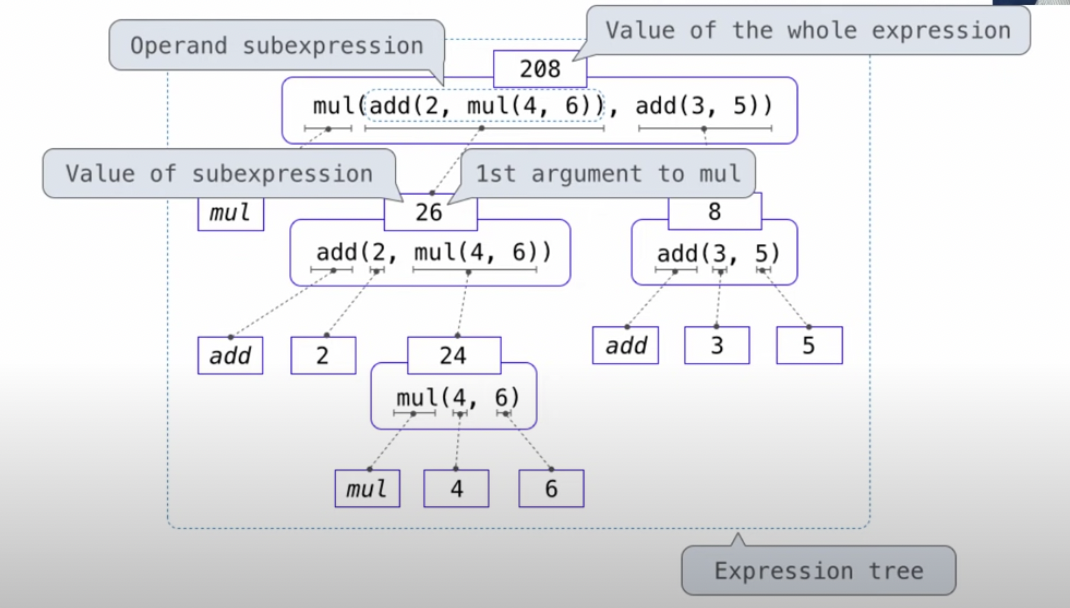 Operand subexpression
Value of the whole expression
208
mul(add(2, mul(4, 6)), add(3, 5))
Value of subexpression
1st argument to mul
mul
26
8
add(2, mul(4, 6))
add(3, 5)
add
2
24
add
3
5
mul(4, 6)
mul
4
6
Expression tree